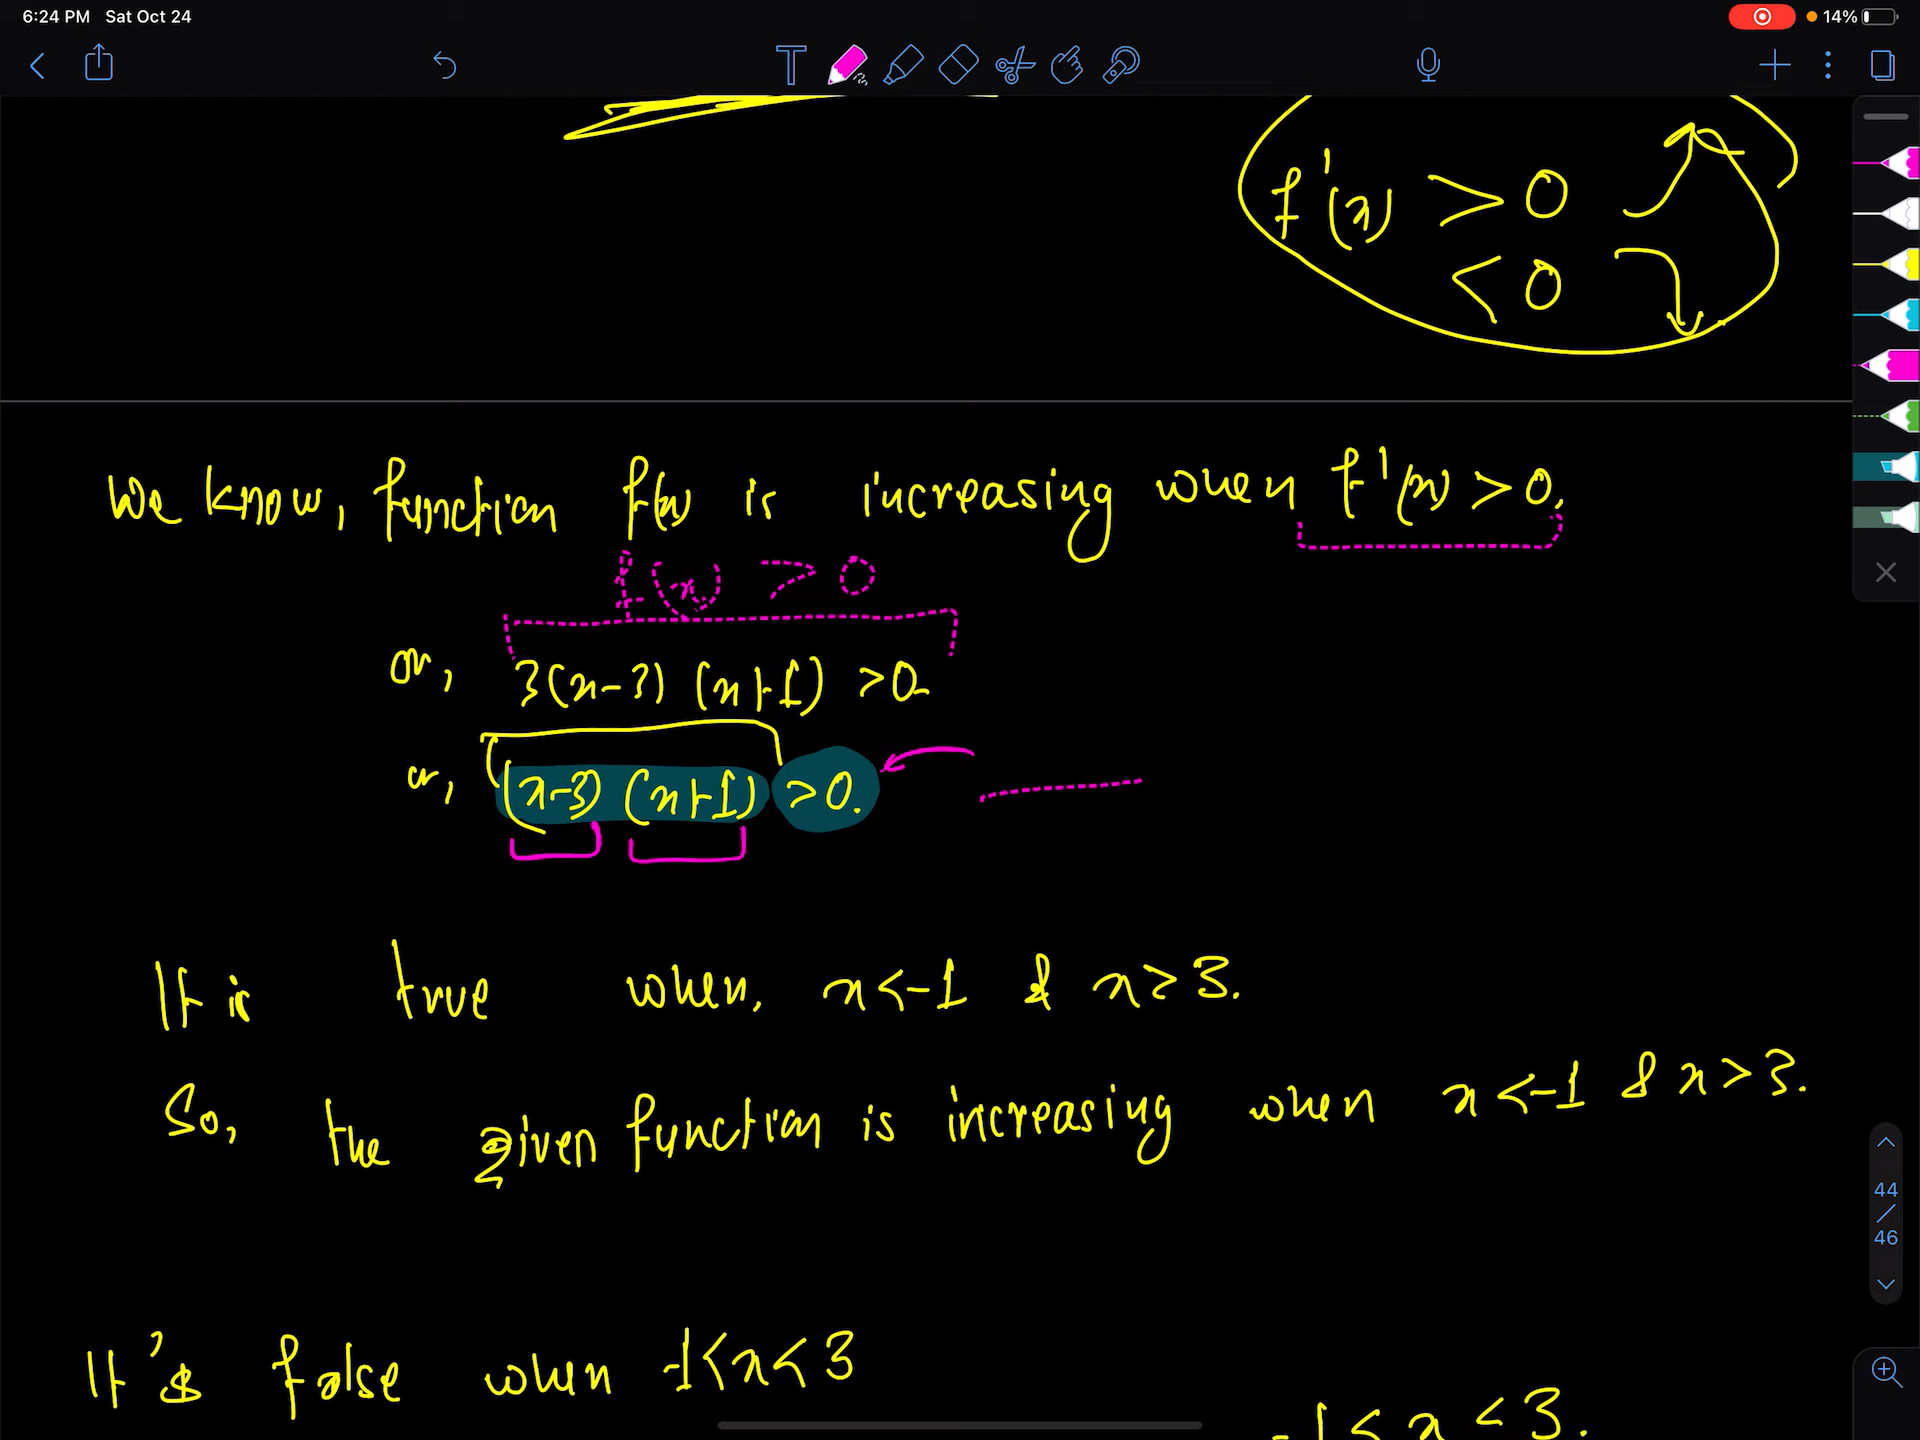 6:24 PM Sat Oct 24
14%
f'(x) > 0
< 0
We know, function f(x) is increasing when f'(x) > 0.
f(x) > 0
or, 3(x-3) (x+1) >0.
or, (x-3) (x+1) >0.
It is true when, x<-1 & x>3.
So, the given function is increasing when x<-1 & x>3.
44
/
46
It's false when -1<x<3
-1<x<3.